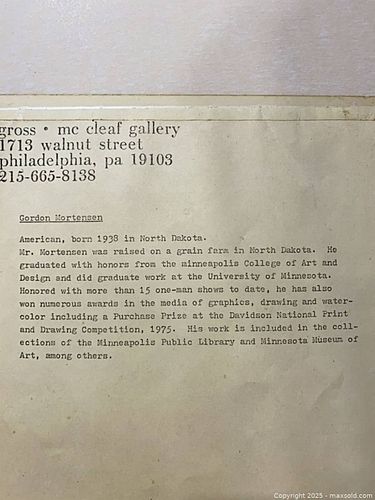 gross • mc cleaf gallery
1713 walnut street
philadelphia, pa 19103
215-665-8138
Gordon Mortensen
American, born 1938 in North Dakota.
Mr. Mortensen was raised on a grain farm in North Dakota. He
graduated with honors from the minneapolis College of Art and
Design and did graduate work at the University of Minnesota.
Honored with more than 15 one-man shows to date, he has also
won numerous awards in the media of graphics, drawing and water-
color including a Purchase Prize at the Davidson National Print
and Drawing Competition, 1975. His work is included in the coll-
ections of the Minneapolis Public Library and Minnesota Museum of
Art, among others.
Copyright 2025 - maxsold.com